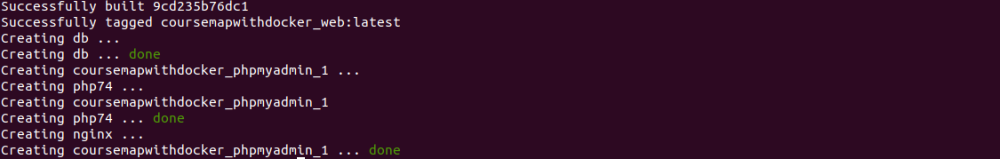 Successfully built 9cd235b76dc1
Successfully tagged coursemapwithdocker_web:latest
Creating db ...
Creating db ... done
Creating coursemapwithdocker_phpmyadmin_1 ...
Creating php74 ...
Creating coursemapwithdocker_phpmyadmin_1
Creating php74 ... done
Creating nginx ...
Creating coursemapwithdocker_phpmyadmin_1 ... done